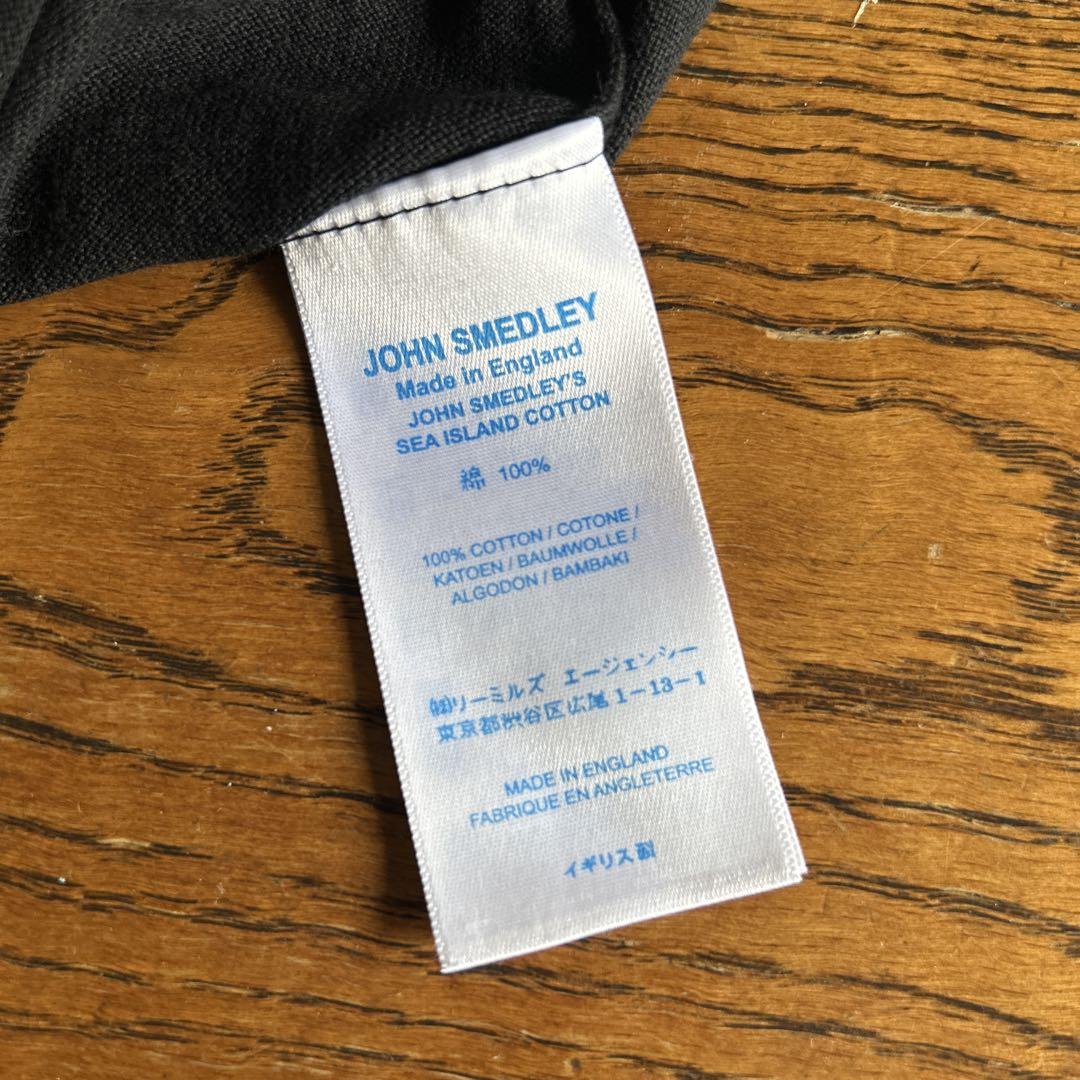 JOHN SMEDLEY
Made in England
JOHN SMEDLEY'S
SEA ISLAND COTTON
綿 100%
100% COTTON / COTONE /
KATOEN / BAUMWOLLE /
ALGODON / BAMBAKI
㈱リーミルズ エージェンシー
東京都渋谷区広尾1-13-1
MADE IN ENGLAND
FABRIQUE EN ANGLETERRE
イギリス製